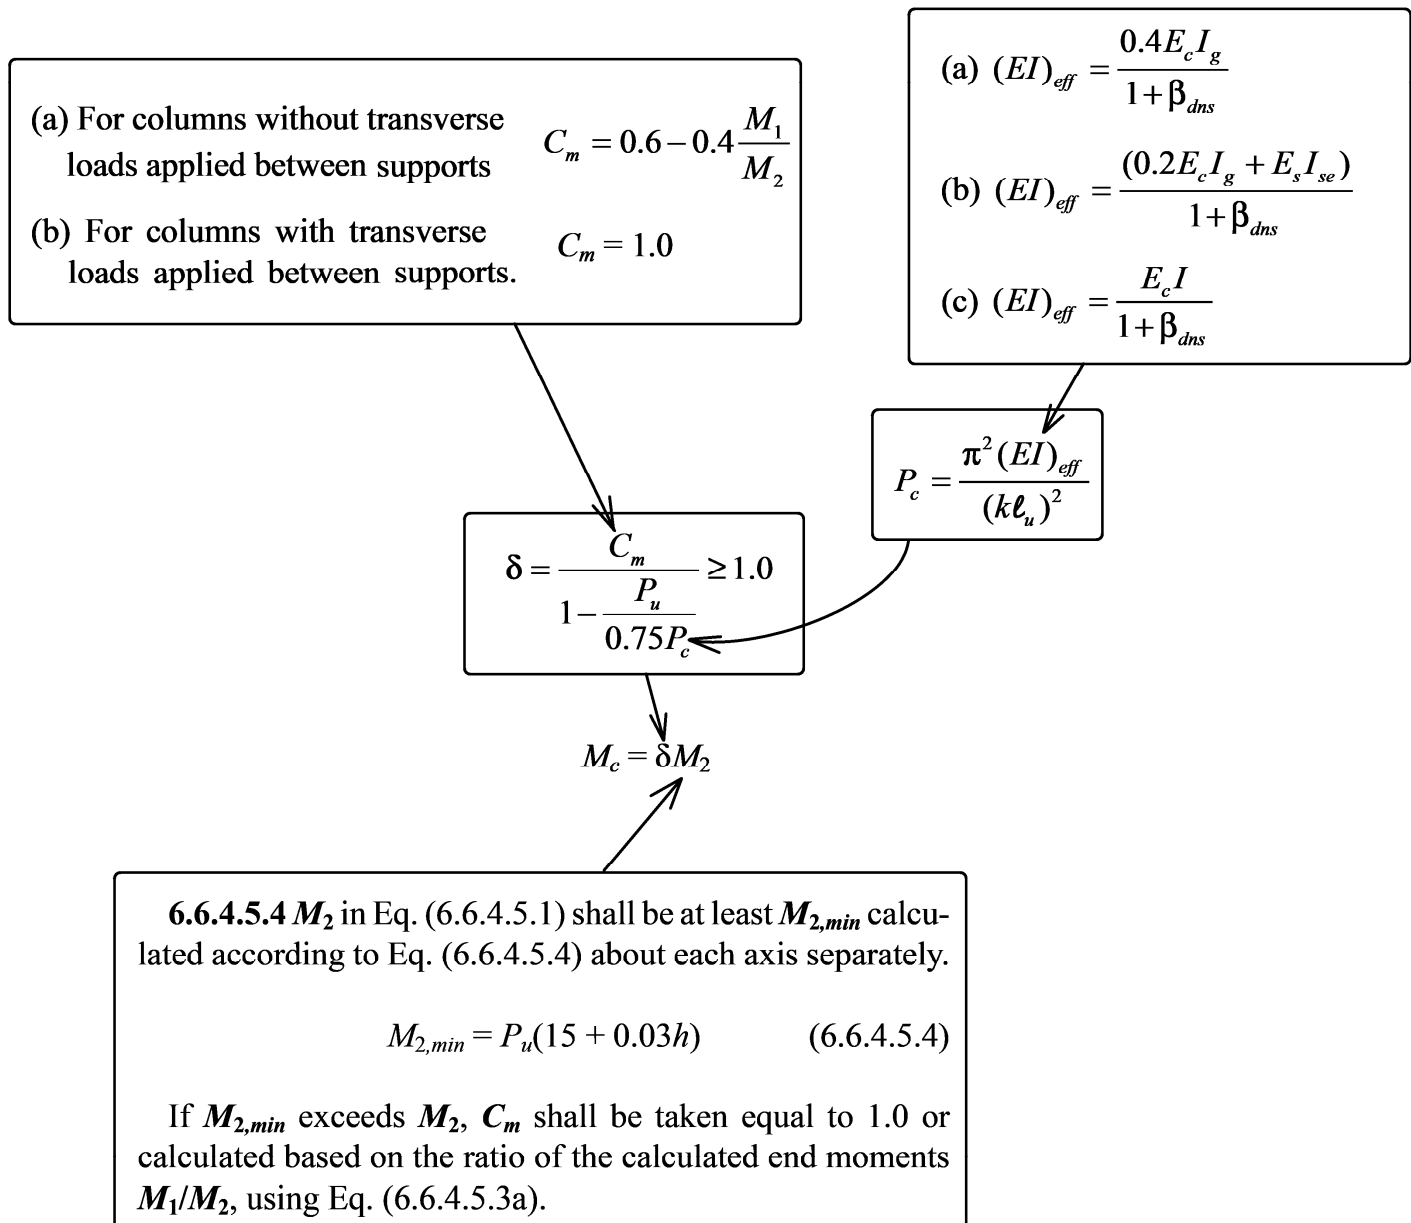 (a) For columns without transverse loads applied between supports C_m = 0.6 − 0.4 M_1/M_2
(b) For columns with transverse loads applied between supports. C_m = 1.0
(a) (EI)_eff = 0.4E_cI_g / 1+β_dns
(b) (EI)_eff = (0.2E_cI_g + E_sI_se) / 1+β_dns
(c) (EI)_eff = E_cI / 1+β_dns
P_c = π²(EI)_eff / (kℓ_u)²
δ = C_m / (1 − P_u / 0.75P_c) ≥ 1.0
M_c = δM_2
6.6.4.5.4 M_2 in Eq. (6.6.4.5.1) shall be at least M_2,min calcu-
lated according to Eq. (6.6.4.5.4) about each axis separately.
M_2,min = P_u(15 + 0.03h) (6.6.4.5.4)
If M_2,min exceeds M_2, C_m shall be taken equal to 1.0 or
calculated based on the ratio of the calculated end moments
M_1/M_2, using Eq. (6.6.4.5.3a).